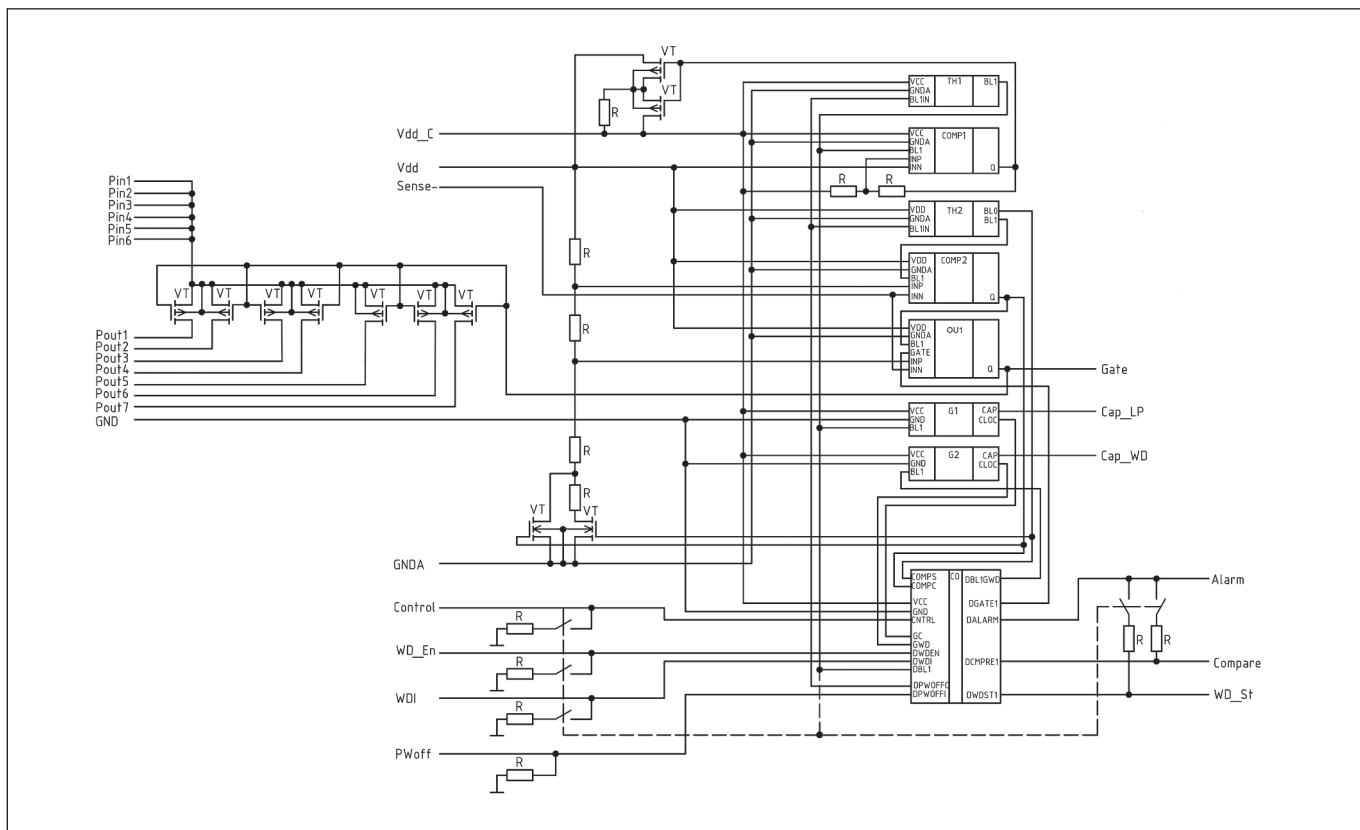 VT
VCC TH1 BL1
GNDA
BL1IN
VT
R
Vdd_C
VCC COMP1
GNDA
BL1
INP
INN Q
Vdd
Sense-
R R
Pin1
Pin2
Pin3
Pin4
Pin5
Pin6
VDD TH2 BL0
GNDA BL1
BL1IN
R
VDD COMP2
GNDA
BL1
INP
INN Q
VT VT VT VT VT VT VT
R
VDD OU1
GNDA
BL1
GATE
INP
INN Q
Pout1
Pout2
Pout3
Pout4
Pout5
Pout6
Pout7
GND
Gate
VCC G1 CAP
GND CLOC
BL1
Cap_LP
R
VCC G2 CAP
GND CLOC
BL1
Cap_WD
R
VT VT
GNDA
COMPS CO DBL1GWD
COMPC
VCC DGATE1
GND
CNTRL DALARM
GC
GWD
DWDEN DCMPRE1
DWDI
DBL1
DPWOFFC
DPWOFFI DWDST1
Alarm
Control
R
R R
WD_En
Compare
R
WDI
WD_St
R
PWoff
R